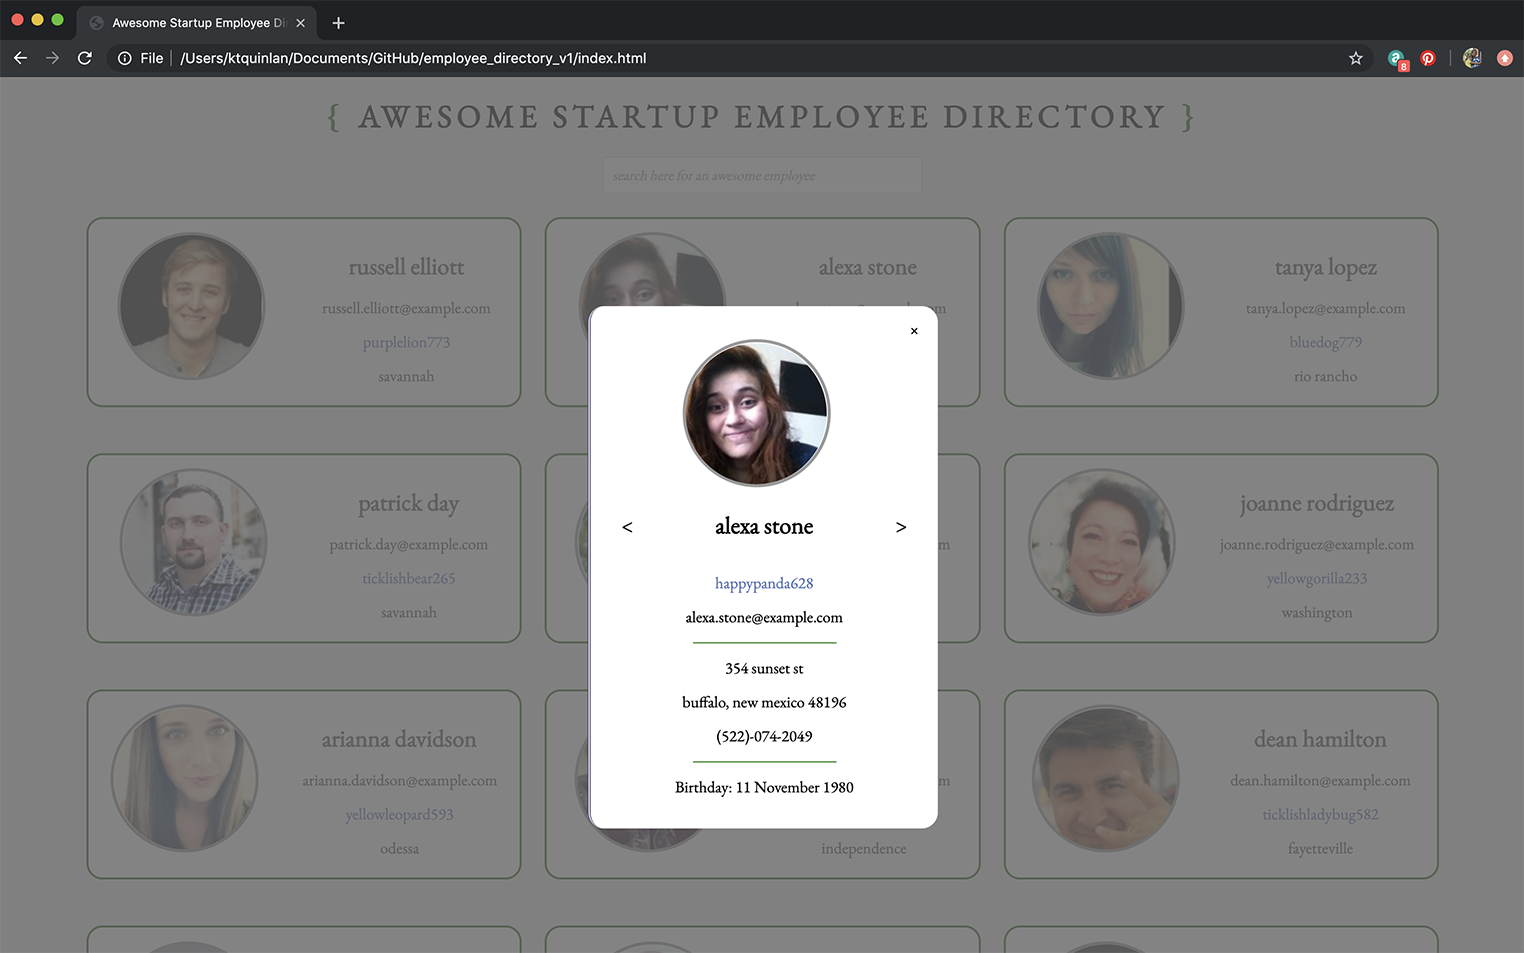 Awesome Startup Employee Di
File
/Users/ktquinlan/Documents/GitHub/employee_directory_v1/index.html
8
{ AWESOME STARTUP EMPLOYEE DIRECTORY }
search here for an awesome employee
russell elliott
russell.elliott@example.com
purplelion773
savannah
alexa stone
tanya lopez
tanya.lopez@example.com
bluedog779
rio rancho
patrick day
patrick.day@example.com
ticklishbear265
savannah
joanne rodriguez
joanne.rodriguez@example.com
yellowgorilla233
washington
arianna davidson
arianna.davidson@example.com
yellowleopard593
odessa
independence
dean hamilton
dean.hamilton@example.com
ticklishladybug582
fayetteville
×
< alexa stone >
happypanda628
alexa.stone@example.com
354 sunset st
buffalo, new mexico 48196
(522)-074-2049
Birthday: 11 November 1980